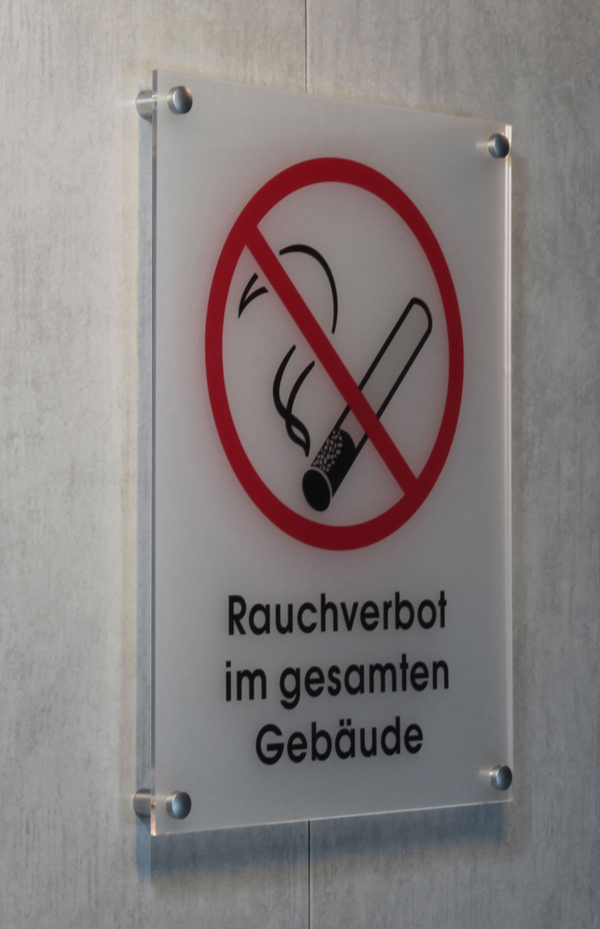 Rauchverbot
im gesamten
Gebäude